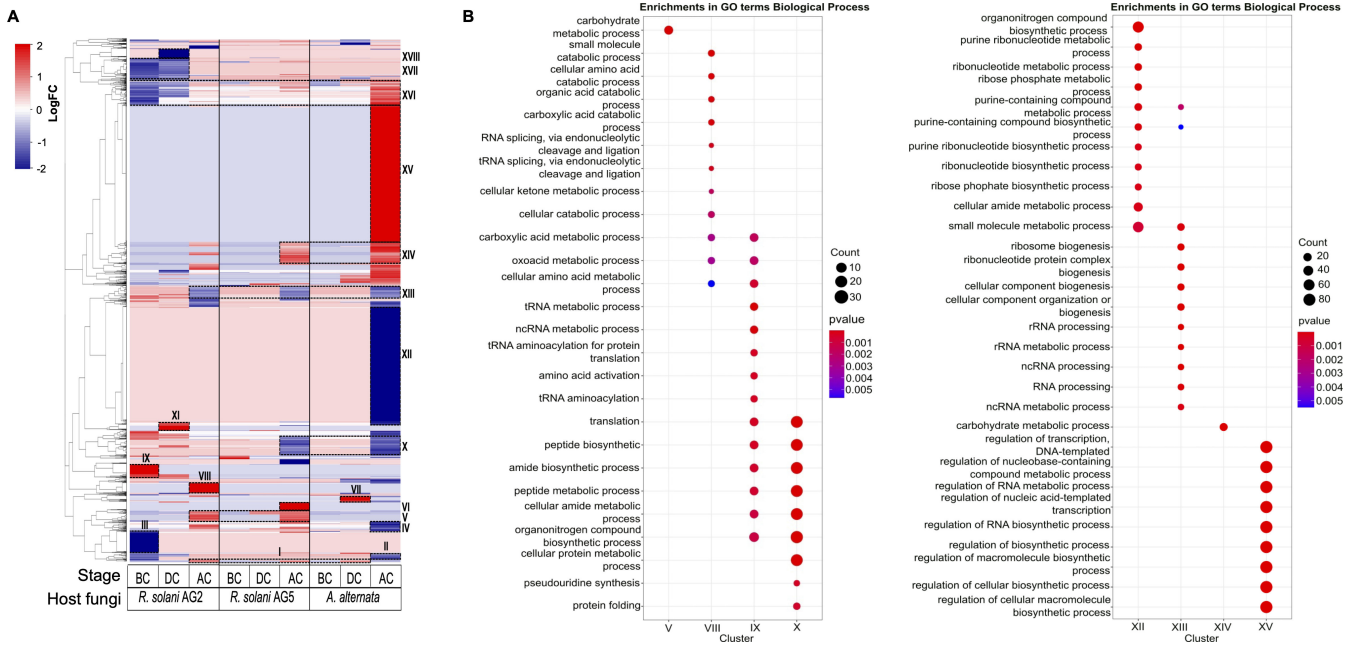 A
2
1
0
-1
-2
LogFC
XVIII
XVII
XVI
XV
XIV
XIII
XII
XI
X
IX
VIII
VII
VI
V
IV
III
II
I
Stage
BC
DC
AC
BC
DC
AC
BC
DC
AC
Host fungi
R. solani AG2
R. solani AG5
A. alternata
B
Enrichments in GO terms Biological Process
carbohydrate
metabolic process
small molecule
catabolic process
cellular amino acid
catabolic process
organic acid catabolic
process
carboxylic acid catabolic
process
RNA splicing, via endonucleolytic
cleavage and ligation
tRNA splicing, via endonucleolytic
cleavage and ligation
cellular ketone metabolic process
cellular catabolic process
carboxylic acid metabolic process
oxoacid metabolic process
cellular amino acid metabolic
process
tRNA metabolic process
ncRNA metabolic process
tRNA aminoacylation for protein
translation
amino acid activation
tRNA aminoacylation
translation
peptide biosynthetic
amide biosynthetic process
peptide metabolic process
cellular amide metabolic
process
organonitrogen compound
biosynthetic process
cellular protein metabolic
process
pseudouridine synthesis
protein folding
V
VIII
IX
X
Cluster
Count
10
20
30
pvalue
0.001
0.002
0.003
0.004
0.005
Enrichments in GO terms Biological Process
organonitrogen compound
biosynthetic process
purine ribonucleotide metabolic
process
ribonucleotide metabolic process
ribose phosphate metabolic
process
purine-containing compound
metabolic process
purine-containing compound biosynthetic
process
purine ribonucleotide biosynthetic process
ribonucleotide biosynthetic process
ribose phophate biosynthetic process
cellular amide metabolic process
small molecule metabolic process
ribosome biogenesis
ribonucleotide protein complex
biogenesis
cellular component biogenesis
cellular component organization or
biogenesis
rRNA processing
rRNA metabolic process
ncRNA processing
RNA processing
ncRNA metabolic process
carbohydrate metabolic process
regulation of transcription,
DNA-templated
regulation of nucleobase-containing
compound metabolic process
regulation of RNA metabolic process
regulation of nucleic acid-templated
transcription
regulation of RNA biosynthetic process
regulation of biosynthetic process
regulation of macromolecule biosynthetic
process
regulation of cellular biosynthetic process
regulation of cellular macromolecule
biosynthetic process
XII
XIII
XIV
XV
Cluster
Count
20
40
60
80
pvalue
0.001
0.002
0.003
0.004
0.005